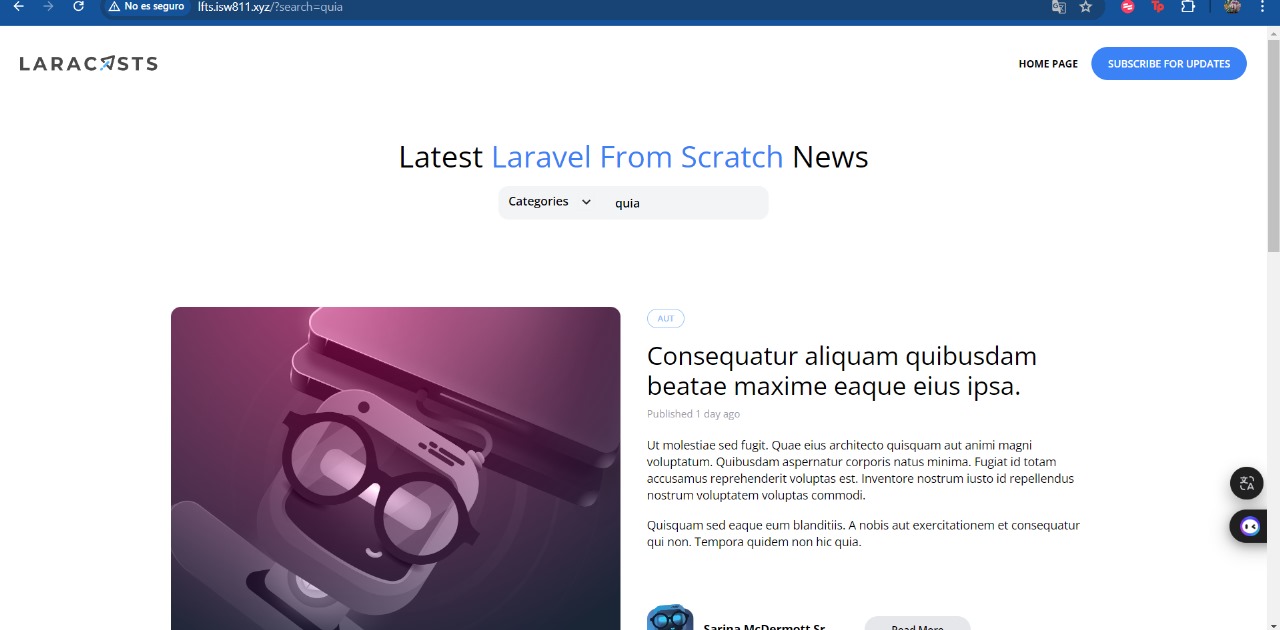 No es seguro lfts.isw811.xyz/?search=quia
LARACASTS
HOME PAGE
SUBSCRIBE FOR UPDATES
Latest Laravel From Scratch News
Categories
quia
AUT
Consequatur aliquam quibusdam
beatae maxime eaque eius ipsa.
Published 1 day ago
Ut molestiae sed fugit. Quae eius architecto quisquam aut animi magni
voluptatum. Quibusdam aspernatur corporis natus minima. Fugiat id totam
accusamus reprehenderit voluptas est. Inventore nostrum iusto id repellendus
nostrum voluptatem voluptas commodi.
Quisquam sed eaque eum blanditiis. A nobis aut exercitationem et consequatur
qui non. Tempora quidem non hic quia.
Sarina McDermott Sr.
Read More